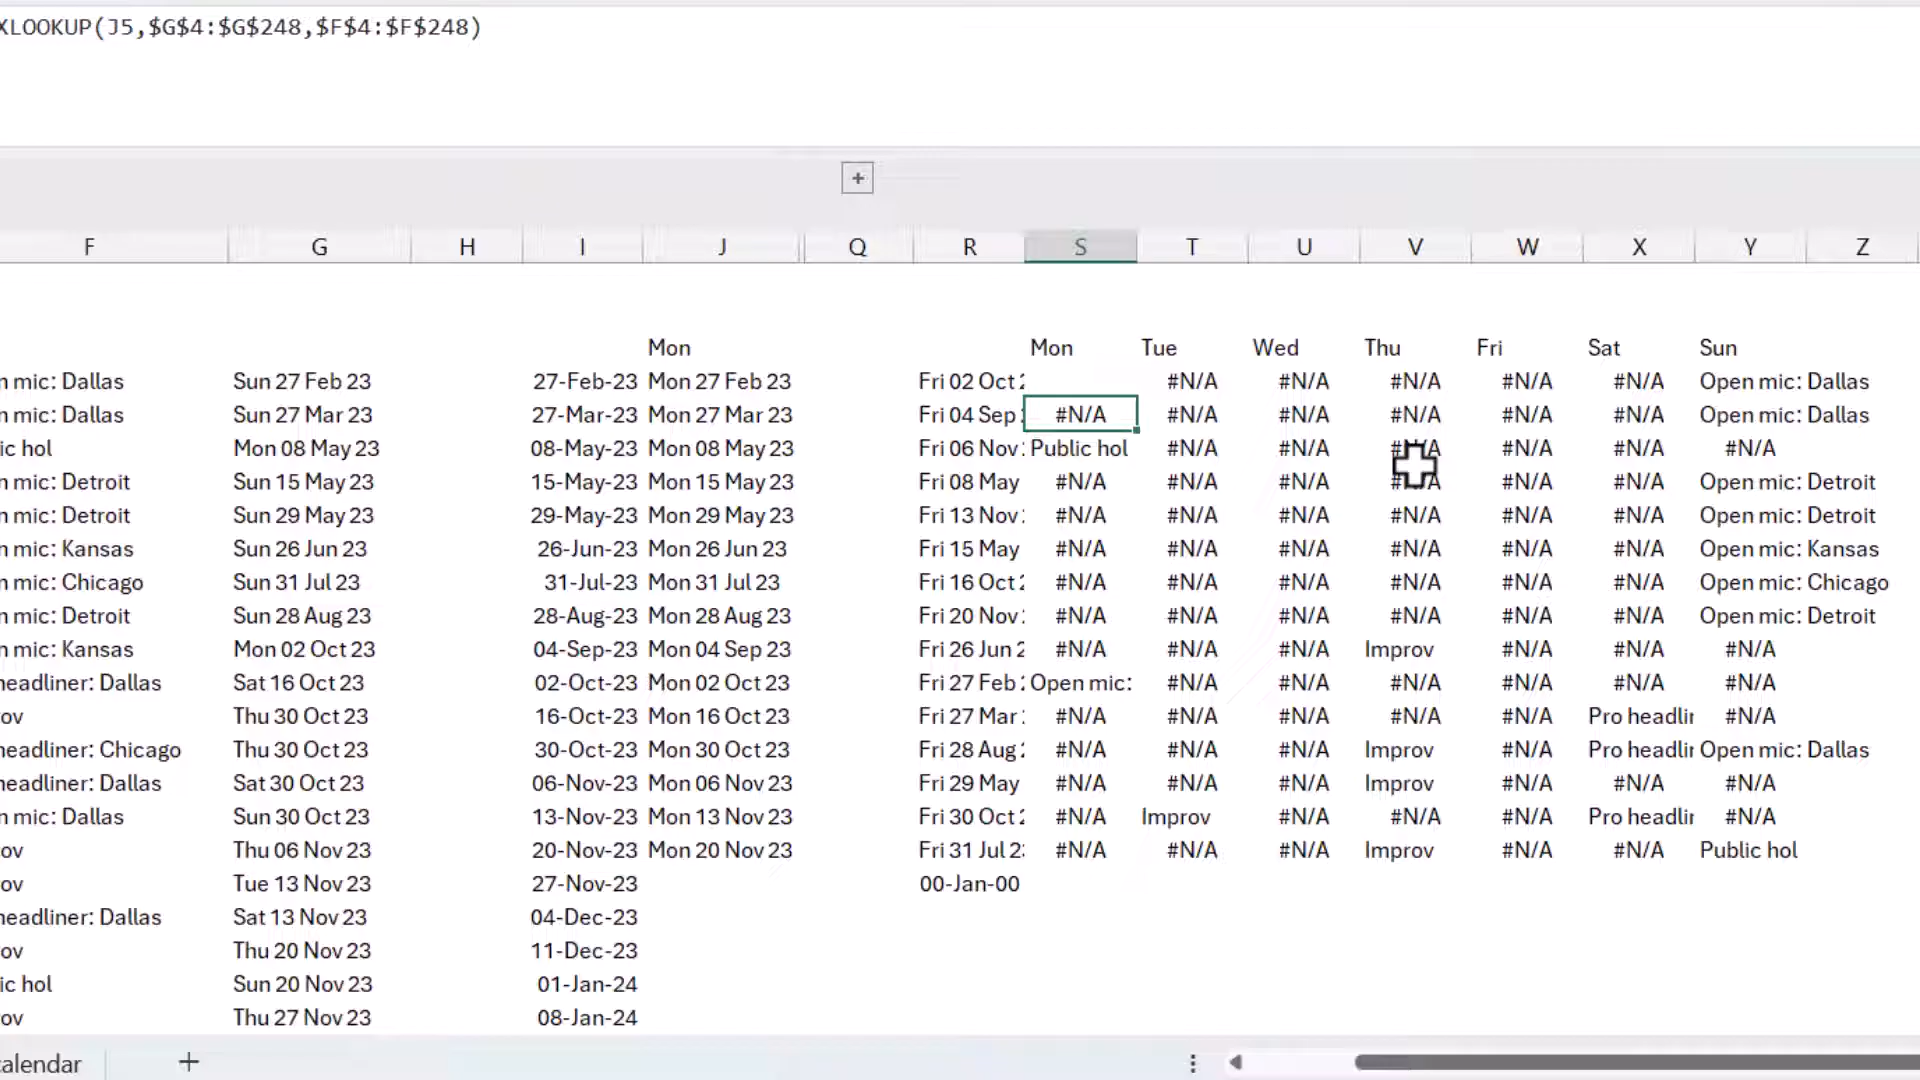 XLOOKUP(J5,$G$4:$G$248,$F$4:$F$248)
+
F G H I J Q R S T U V W X Y Z
Mon Mon Tue Wed Thu Fri Sat Sun
n mic: Dallas Sun 27 Feb 23 27-Feb-23 Mon 27 Feb 23 Fri 02 Oct 2 #N/A #N/A #N/A #N/A #N/A Open mic: Dallas
n mic: Dallas Sun 27 Mar 23 27-Mar-23 Mon 27 Mar 23 Fri 04 Sep #N/A #N/A #N/A #N/A #N/A #N/A Open mic: Dallas
ic hol Mon 08 May 23 08-May-23 Mon 08 May 23 Fri 06 Nov Public hol #N/A #N/A #N/A #N/A #N/A #N/A
n mic: Detroit Sun 15 May 23 15-May-23 Mon 15 May 23 Fri 08 May #N/A #N/A #N/A #N/A #N/A #N/A Open mic: Detroit
n mic: Detroit Sun 29 May 23 29-May-23 Mon 29 May 23 Fri 13 Nov #N/A #N/A #N/A #N/A #N/A #N/A Open mic: Detroit
n mic: Kansas Sun 26 Jun 23 26-Jun-23 Mon 26 Jun 23 Fri 15 May #N/A #N/A #N/A #N/A #N/A #N/A Open mic: Kansas
n mic: Chicago Sun 31 Jul 23 31-Jul-23 Mon 31 Jul 23 Fri 16 Oct 2 #N/A #N/A #N/A #N/A #N/A #N/A Open mic: Chicago
n mic: Detroit Sun 28 Aug 23 28-Aug-23 Mon 28 Aug 23 Fri 20 Nov #N/A #N/A #N/A #N/A #N/A #N/A Open mic: Detroit
n mic: Kansas Mon 02 Oct 23 04-Sep-23 Mon 04 Sep 23 Fri 26 Jun 2 #N/A #N/A #N/A Improv #N/A #N/A #N/A
headliner: Dallas Sat 16 Oct 23 02-Oct-23 Mon 02 Oct 23 Fri 27 Feb Open mic: #N/A #N/A #N/A #N/A #N/A #N/A
ov Thu 30 Oct 23 16-Oct-23 Mon 16 Oct 23 Fri 27 Mar #N/A #N/A #N/A #N/A #N/A Pro headlin #N/A
headliner: Chicago Thu 30 Oct 23 30-Oct-23 Mon 30 Oct 23 Fri 28 Aug #N/A #N/A #N/A Improv #N/A Pro headlin Open mic: Dallas
headliner: Dallas Sat 30 Oct 23 06-Nov-23 Mon 06 Nov 23 Fri 29 May #N/A #N/A #N/A Improv #N/A #N/A #N/A
n mic: Dallas Sun 30 Oct 23 13-Nov-23 Mon 13 Nov 23 Fri 30 Oct 2 #N/A Improv #N/A #N/A #N/A Pro headlin #N/A
ov Thu 06 Nov 23 20-Nov-23 Mon 20 Nov 23 Fri 31 Jul 2 #N/A #N/A #N/A Improv #N/A #N/A Public hol
ov Tue 13 Nov 23 27-Nov-23 00-Jan-00
headliner: Dallas Sat 13 Nov 23 04-Dec-23
ov Thu 20 Nov 23 11-Dec-23
ic hol Sun 20 Nov 23 01-Jan-24
ov Thu 27 Nov 23 08-Jan-24
calendar +